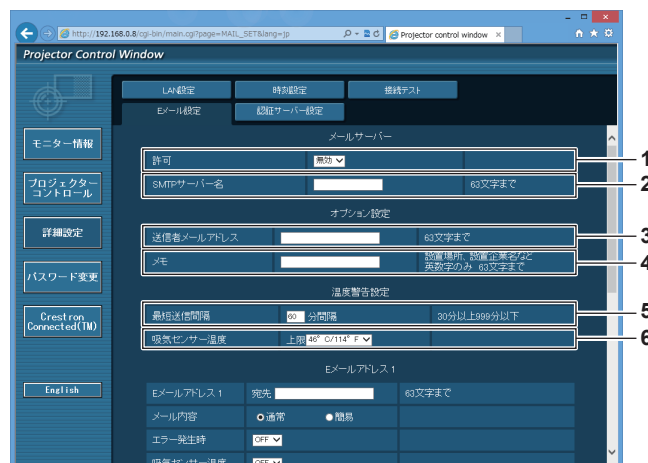 http://192.168.0.8/cgi-bin/main.cgi?page=MAIL_SET&lang=jp
Projector control window
Projector Control Window
LAN設定
時刻設定
接続テスト
Eメール設定
認証サーバー設定
モニター情報
プロジェクター
コントロール
詳細設定
パスワード変更
Crestron
Connected(TM)
English
メールサーバー
許可 無効 1
SMTPサーバー名 63文字まで 2
オプション設定
送信者メールアドレス 63文字まで 3
メモ 設置場所、設置企業名など
英数字のみ 63文字まで 4
温度警告設定
最短送信間隔 60 分間隔 30分以上999分以下 5
吸気センサー温度 上限 46°C/114°F 6
Eメールアドレス 1
Eメールアドレス 1 宛先 63文字まで
メール内容 通常 簡易
エラー発生時 OFF
吸気センサー温度 OFF